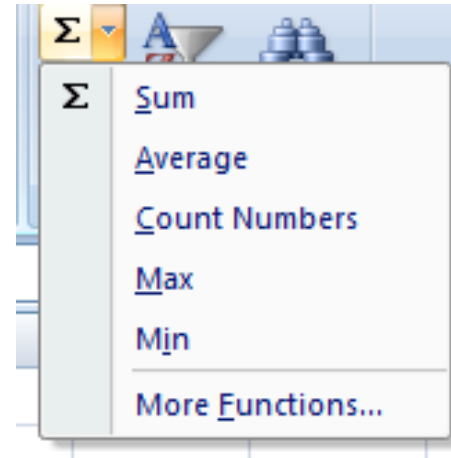 Σ
Σ Sum
Average
Count Numbers
Max
Min
More Functions...